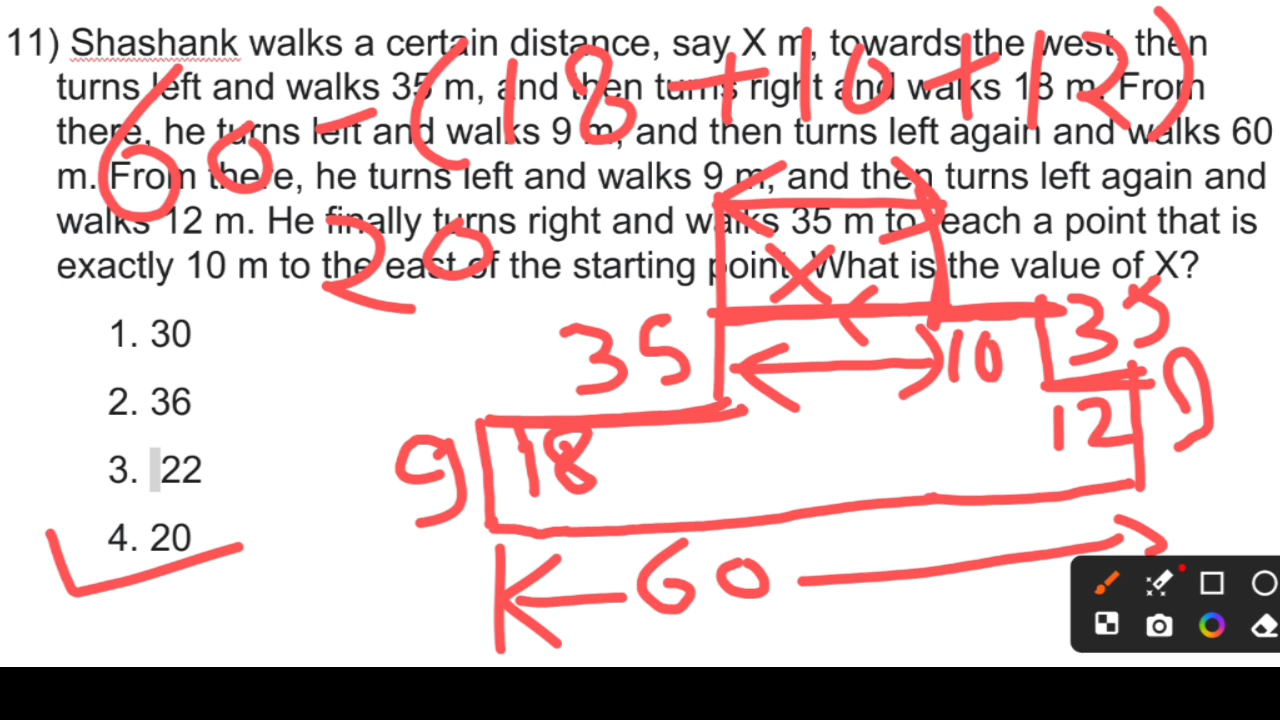 11) Shashank walks a certain distance, say X m, towards the west, then
turns left and walks 35 m, and then turns right and walks 18 m. From
there, he turns left and walks 9 m, and then turns left again and walks 60
m. From there, he turns left and walks 9 m, and then turns left again and
walks 12 m. He finally turns right and walks 35 m to reach a point that is
exactly 10 m to the east of the starting point. What is the value of X?
60 - (18 + 10 + 12)
20
1. 30
2. 36
3. 22
4. 20
X
35
10
35
9
18
12
9
60